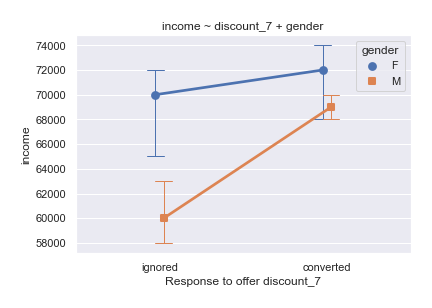 income ~ discount_7 + gender
74000
72000
70000
68000
66000
64000
62000
60000
58000
income
gender
F
M
ignored
converted
Response to offer discount_7